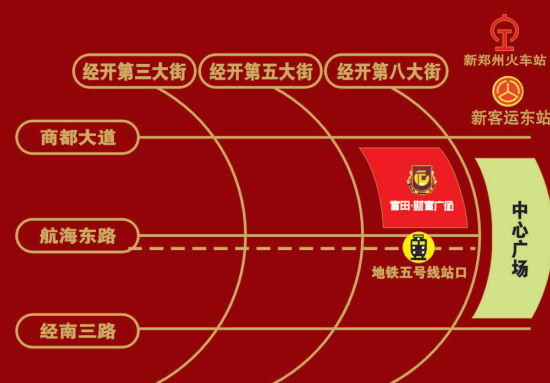 新郑州火车站
经开第三大街
经开第五大街
经开第八大街
新客运东站
商都大道
富田·财富广场
中心广场
航海东路
地铁五号线站口
经南三路